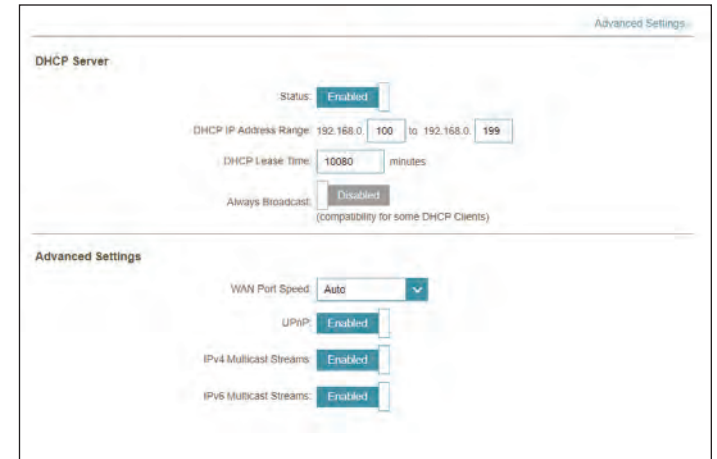 Advanced Settings
DHCP Server
Status: Enabled
DHCP IP Address Range: 192.168.0. 100 to 192.168.0. 199
DHCP Lease Time: 10080 minutes
Always Broadcast: Disabled
(compatibility for some DHCP Clients)
Advanced Settings
WAN Port Speed: Auto
UPnP: Enabled
IPv4 Multicast Streams: Enabled
IPv6 Multicast Streams: Enabled